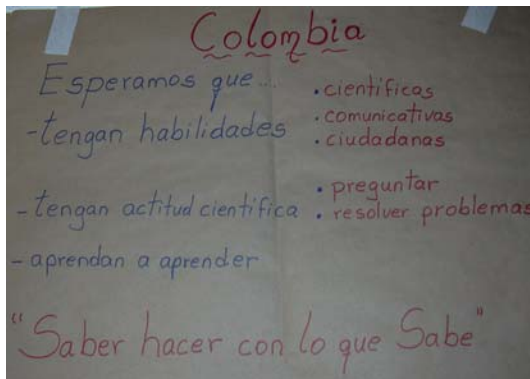 Colombia
Esperamos que...
-tengan habilidades
• científicas
• comunicativas
• ciudadanas
- tengan actitud científica
• preguntar
• resolver problemas
- aprendan a aprender
"Saber hacer con lo que Sabe"